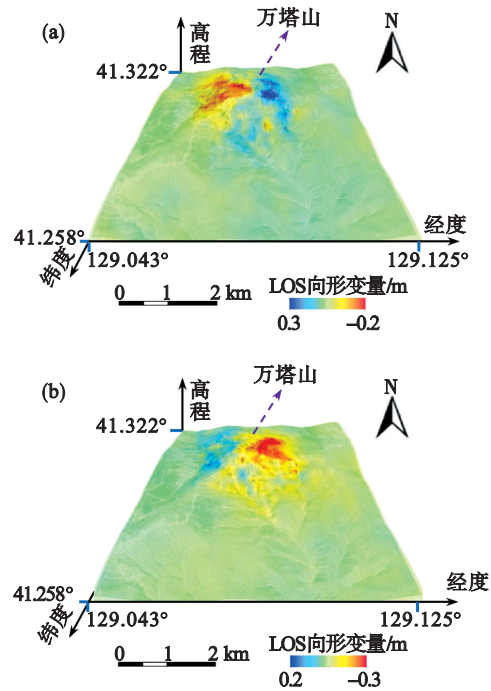 (a)
高程
万塔山
N
41.322°
经度
41.258°
纬度
129.043°
129.125°
0 1 2 km
LOS向形变量/m
0.3 −0.2
(b)
高程
万塔山
N
41.322°
经度
41.258°
纬度
129.043°
129.125°
0 1 2 km
LOS向形变量/m
0.2 −0.3